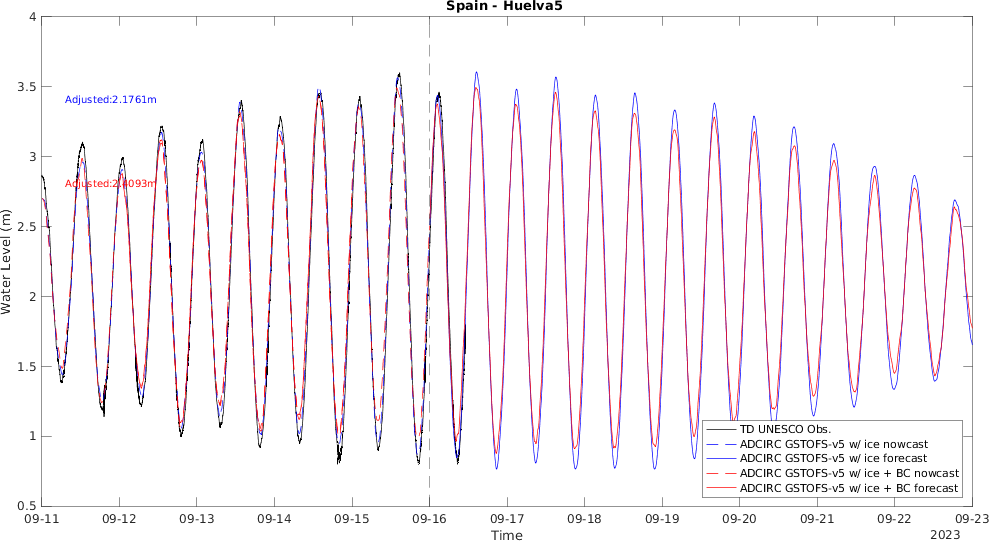 Spain - Huelva5
4
3.5
3
2.5
2
1.5
1
0.5
Water Level (m)
Adjusted:2.1761m
Adjusted:2.4093m
TD UNESCO Obs.
ADCIRC GSTOFS-v5 w/ ice nowcast
ADCIRC GSTOFS-v5 w/ ice forecast
ADCIRC GSTOFS-v5 w/ ice + BC nowcast
ADCIRC GSTOFS-v5 w/ ice + BC forecast
09-11 09-12 09-13 09-14 09-15 09-16 09-17 09-18 09-19 09-20 09-21 09-22 09-23
Time
2023